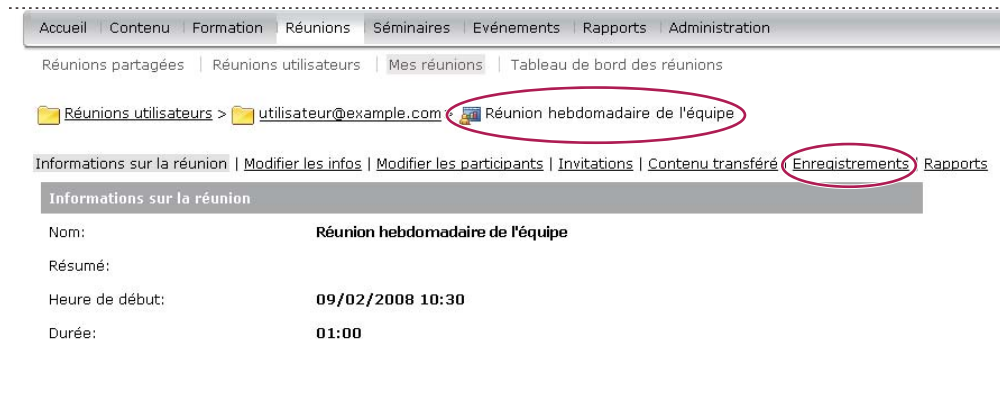 Accueil Contenu Formation Réunions Séminaires Evénements Rapports Administration
Réunions partagées | Réunions utilisateurs | Mes réunions | Tableau de bord des réunions
Réunions utilisateurs > utilisateur@example.com > Réunion hebdomadaire de l'équipe
Informations sur la réunion | Modifier les infos | Modifier les participants | Invitations | Contenu transféré | Enregistrements | Rapports
Informations sur la réunion
Nom: Réunion hebdomadaire de l'équipe
Résumé:
Heure de début: 09/02/2008 10:30
Durée: 01:00